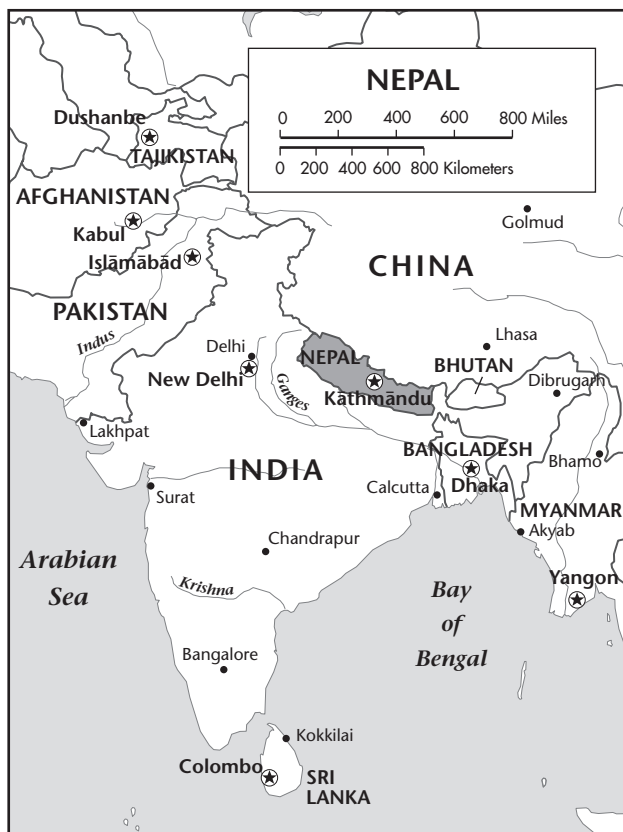 NEPAL
0 200 400 600 800 Miles
0 200 400 600 800 Kilometers
Dushanbe
TAJIKISTAN
AFGHANISTAN
Kabul
Islāmābād
Golmud
CHINA
PAKISTAN
Indus
Delhi
New Delhi
Ganges
NEPAL
Kāthmāndu
Lhasa
BHUTAN
Dibrugarh
Lakhpat
INDIA
BANGLADESH
Dhaka
Bhamo
Surat
Calcutta
MYANMAR
Akyab
Chandrapur
Arabian
Sea
Krishna
Bay
of
Bengal
Yangon
Bangalore
Kokkilai
Colombo
SRI
LANKA